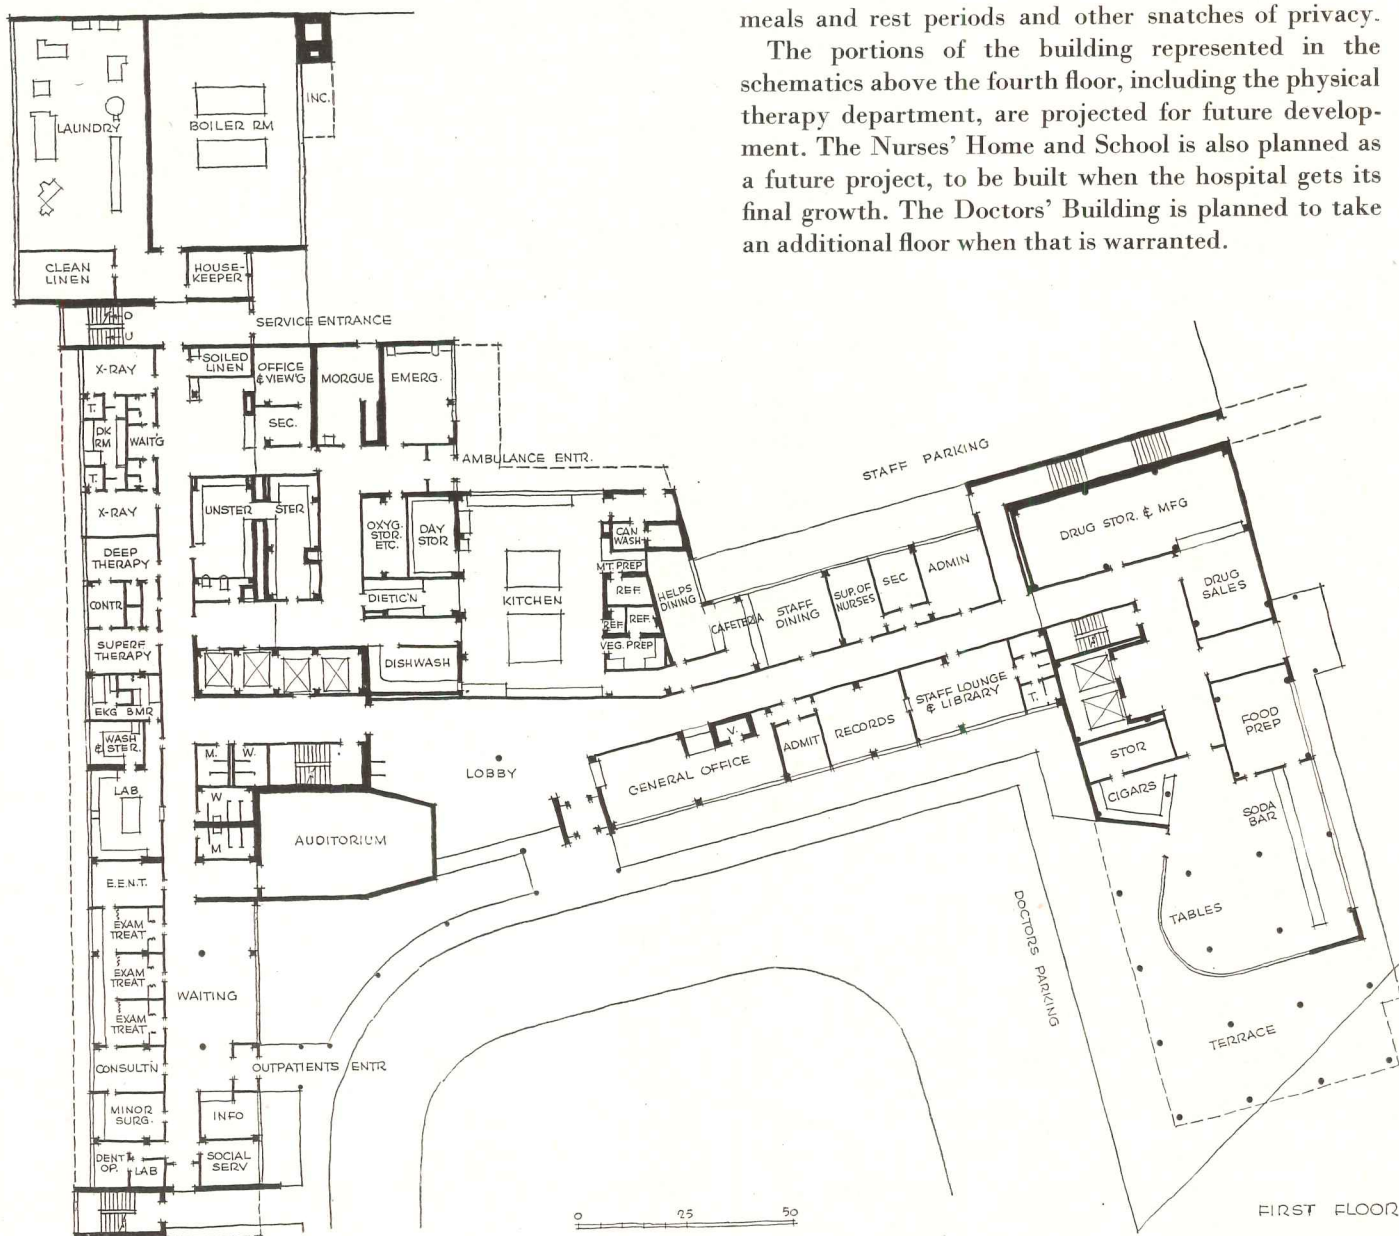 meals and rest periods and other snatches of privacy.
The portions of the building represented in the
schematics above the fourth floor, including the physical
therapy department, are projected for future develop-
ment. The Nurses' Home and School is also planned as
a future project, to be built when the hospital gets its
final growth. The Doctors' Building is planned to take
an additional floor when that is warranted.
LAUNDRY
BOILER RM
INC.
CLEAN
LINEN
HOUSE-
KEEPER
D
U
SERVICE ENTRANCE
X-RAY
SOILED
LINEN
OFFICE
& VIEW'G
MORGUE
EMERG.
T.
DK
RM
WAIT'G
T.
SEC.
AMBULANCE ENTR.
X-RAY
UNSTER
STER
OXYG.
STOR.
ETC.
DAY
STOR
KITCHEN
CAN
WASH
MT. PREP
REF.
REF.
REF.
VEG. PREP
HELPS
DINING
DEEP
THERAPY
CONTR
SUPERF
THERAPY
DIETIC'N
DISHWASH
EKG
BMR
WASH
& STER.
LAB
M.
W.
W
M
LOBBY
AUDITORIUM
E.E.N.T.
EXAM
TREAT
EXAM
TREAT
EXAM
TREAT
WAITING
CONSULT'N
OUTPATIENTS ENTR
MINOR
SURG.
INFO
DENT
OP.
LAB
SOCIAL
SERV
STAFF PARKING
CAFETERIA
STAFF
DINING
SUP. OF
NURSES
SEC
ADMIN
DRUG STOR. & MFG
DRUG
SALES
GENERAL OFFICE
V.
ADMIT
RECORDS
STAFF LOUNGE
& LIBRARY
T.
STOR
CIGARS
FOOD
PREP
SODA
BAR
TABLES
TERRACE
DOCTORS PARKING
0 25 50
FIRST FLOOR